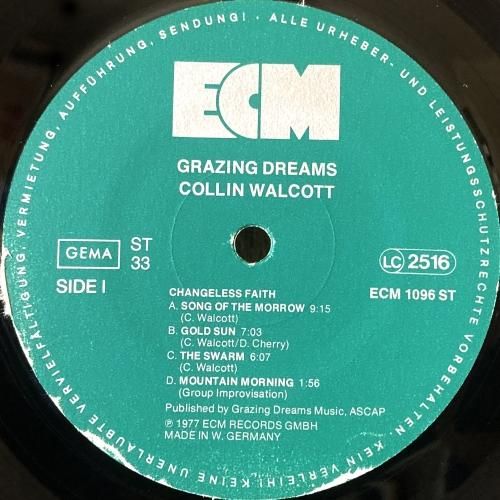 ALLE URHEBER- UND LEISTUNGSSCHUTZRECHTE VORBEHALTEN. KEIN VERLEIH! KEINE UNERLAUBTE VERVIELFÄLTIGUNG, VERMIETUNG, AUFFÜHRUNG, SENDUNG! ·
ECM
GRAZING DREAMS
COLLIN WALCOTT
GEMA
ST
33
SIDE I
LC 2516
ECM 1096 ST
CHANGELESS FAITH
A. SONG OF THE MORROW 9:15
(C. Walcott)
B. GOLD SUN 7:03
(C. Walcott/D. Cherry)
C. THE SWARM 6:07
(C. Walcott)
D. MOUNTAIN MORNING 1:56
(Group Improvisation)
Published by Grazing Dreams Music, ASCAP
℗ 1977 ECM RECORDS GMBH
MADE IN W. GERMANY